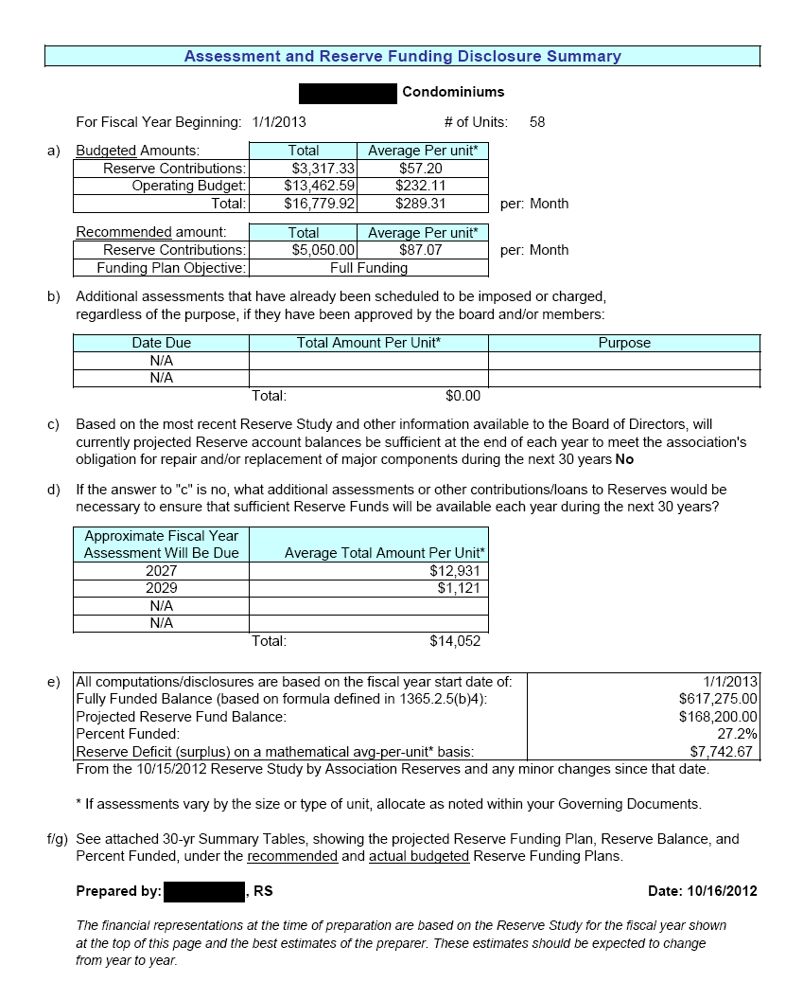 Assessment and Reserve Funding Disclosure Summary
Condominiums
For Fiscal Year Beginning: 1/1/2013 # of Units: 58
a) Budgeted Amounts: Total Average Per unit*
Reserve Contributions: $3,317.33 $57.20
Operating Budget: $13,462.59 $232.11
Total: $16,779.92 $289.31 per: Month
Recommended amount: Total Average Per unit*
Reserve Contributions: $5,050.00 $87.07 per: Month
Funding Plan Objective: Full Funding
b) Additional assessments that have already been scheduled to be imposed or charged,
regardless of the purpose, if they have been approved by the board and/or members:
Date Due Total Amount Per Unit* Purpose
N/A
N/A
Total: $0.00
c) Based on the most recent Reserve Study and other information available to the Board of Directors, will
currently projected Reserve account balances be sufficient at the end of each year to meet the association's
obligation for repair and/or replacement of major components during the next 30 years No
d) If the answer to "c" is no, what additional assessments or other contributions/loans to Reserves would be
necessary to ensure that sufficient Reserve Funds will be available each year during the next 30 years?
Approximate Fiscal Year
Assessment Will Be Due Average Total Amount Per Unit*
2027 $12,931
2029 $1,121
N/A
N/A
Total: $14,052
e) All computations/disclosures are based on the fiscal year start date of: 1/1/2013
Fully Funded Balance (based on formula defined in 1365.2.5(b)4): $617,275.00
Projected Reserve Fund Balance: $168,200.00
Percent Funded: 27.2%
Reserve Deficit (surplus) on a mathematical avg-per-unit* basis: $7,742.67
From the 10/15/2012 Reserve Study by Association Reserves and any minor changes since that date.
* If assessments vary by the size or type of unit, allocate as noted within your Governing Documents.
f/g) See attached 30-yr Summary Tables, showing the projected Reserve Funding Plan, Reserve Balance, and
Percent Funded, under the recommended and actual budgeted Reserve Funding Plans.
Prepared by: , RS Date: 10/16/2012
The financial representations at the time of preparation are based on the Reserve Study for the fiscal year shown
at the top of this page and the best estimates of the preparer. These estimates should be expected to change
from year to year.